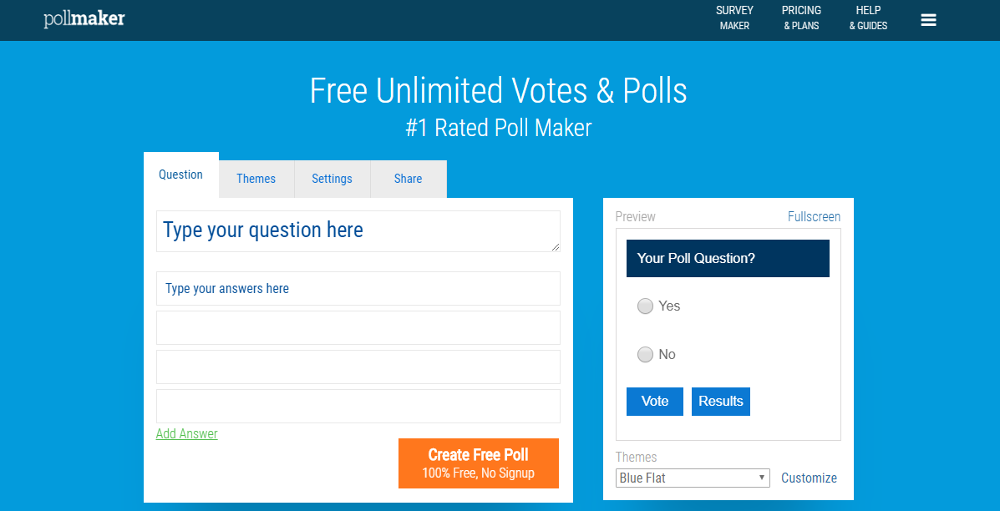 pollmaker
SURVEY
MAKER
PRICING
& PLANS
HELP
& GUIDES
Free Unlimited Votes & Polls
#1 Rated Poll Maker
Question
Themes
Settings
Share
Type your question here
Type your answers here
Add Answer
Create Free Poll
100% Free, No Signup
Preview
Fullscreen
Your Poll Question?
Yes
No
Vote
Results
Themes
Blue Flat
Customize